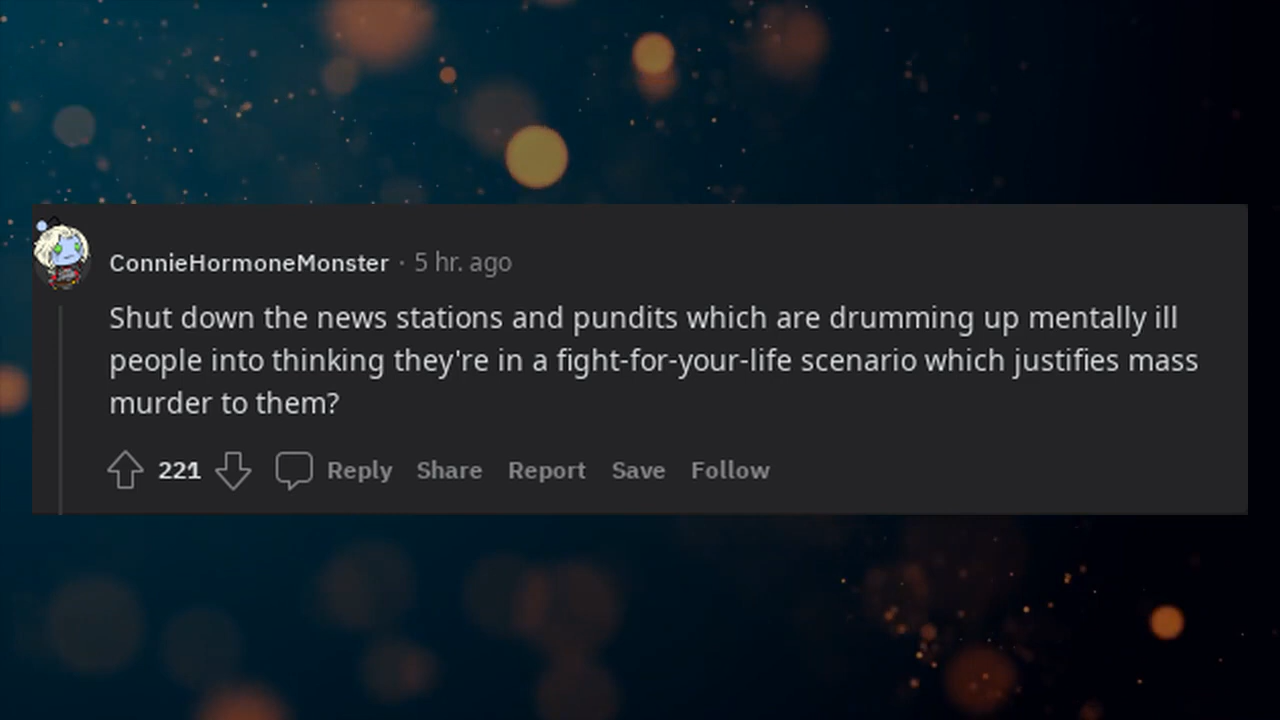 ConnieHormoneMonster · 5 hr. ago
Shut down the news stations and pundits which are drumming up mentally ill
people into thinking they're in a fight-for-your-life scenario which justifies mass
murder to them?
221 Reply Share Report Save Follow